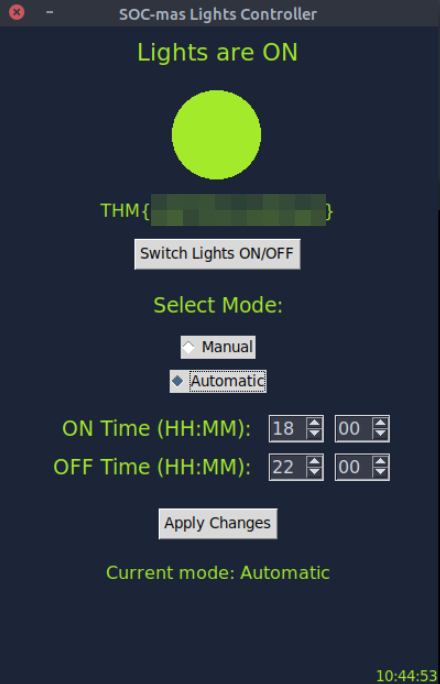 SOC-mas Lights Controller
Lights are ON
THM{ }
Switch Lights ON/OFF
Select Mode:
Manual
Automatic
ON Time (HH:MM): 18 00
OFF Time (HH:MM): 22 00
Apply Changes
Current mode: Automatic
10:44:53